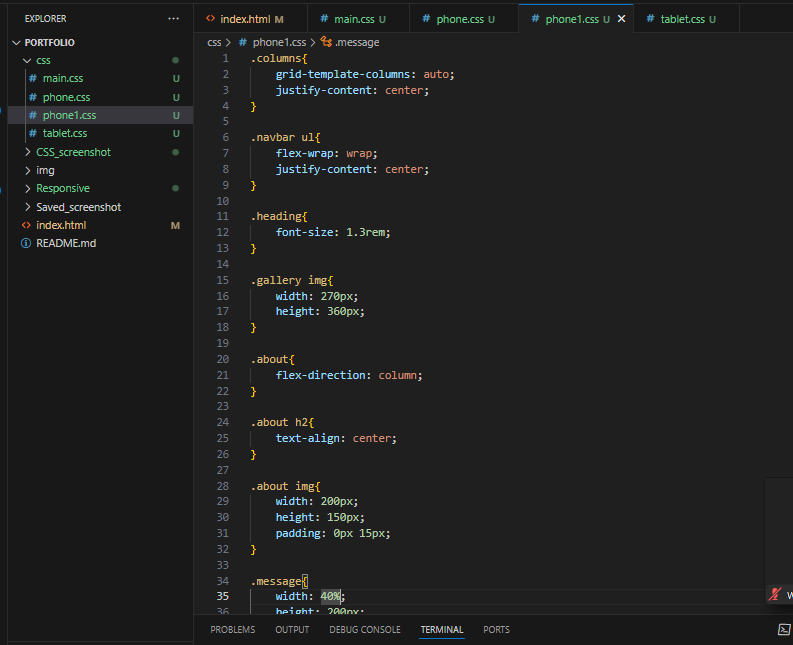 EXPLORER ...
index.html M
# main.css U
# phone.css U
# phone1.css U ×
# tablet.css U
PORTFOLIO
css
# main.css U
# phone.css U
# phone1.css U
# tablet.css U
CSS_screenshot
img
Responsive
Saved_screenshot
index.html M
README.md
css > # phone1.css > .message
1 .columns{
2 grid-template-columns: auto;
3 justify-content: center;
4 }
5
6 .navbar ul{
7 flex-wrap: wrap;
8 justify-content: center;
9 }
10
11 .heading{
12 font-size: 1.3rem;
13 }
14
15 .gallery img{
16 width: 270px;
17 height: 360px;
18 }
19
20 .about{
21 flex-direction: column;
22 }
23
24 .about h2{
25 text-align: center;
26 }
27
28 .about img{
29 width: 200px;
30 height: 150px;
31 padding: 0px 15px;
32 }
33
34 .message{
35 width: 40%;
36 height: 200px;
PROBLEMS OUTPUT DEBUG CONSOLE TERMINAL PORTS